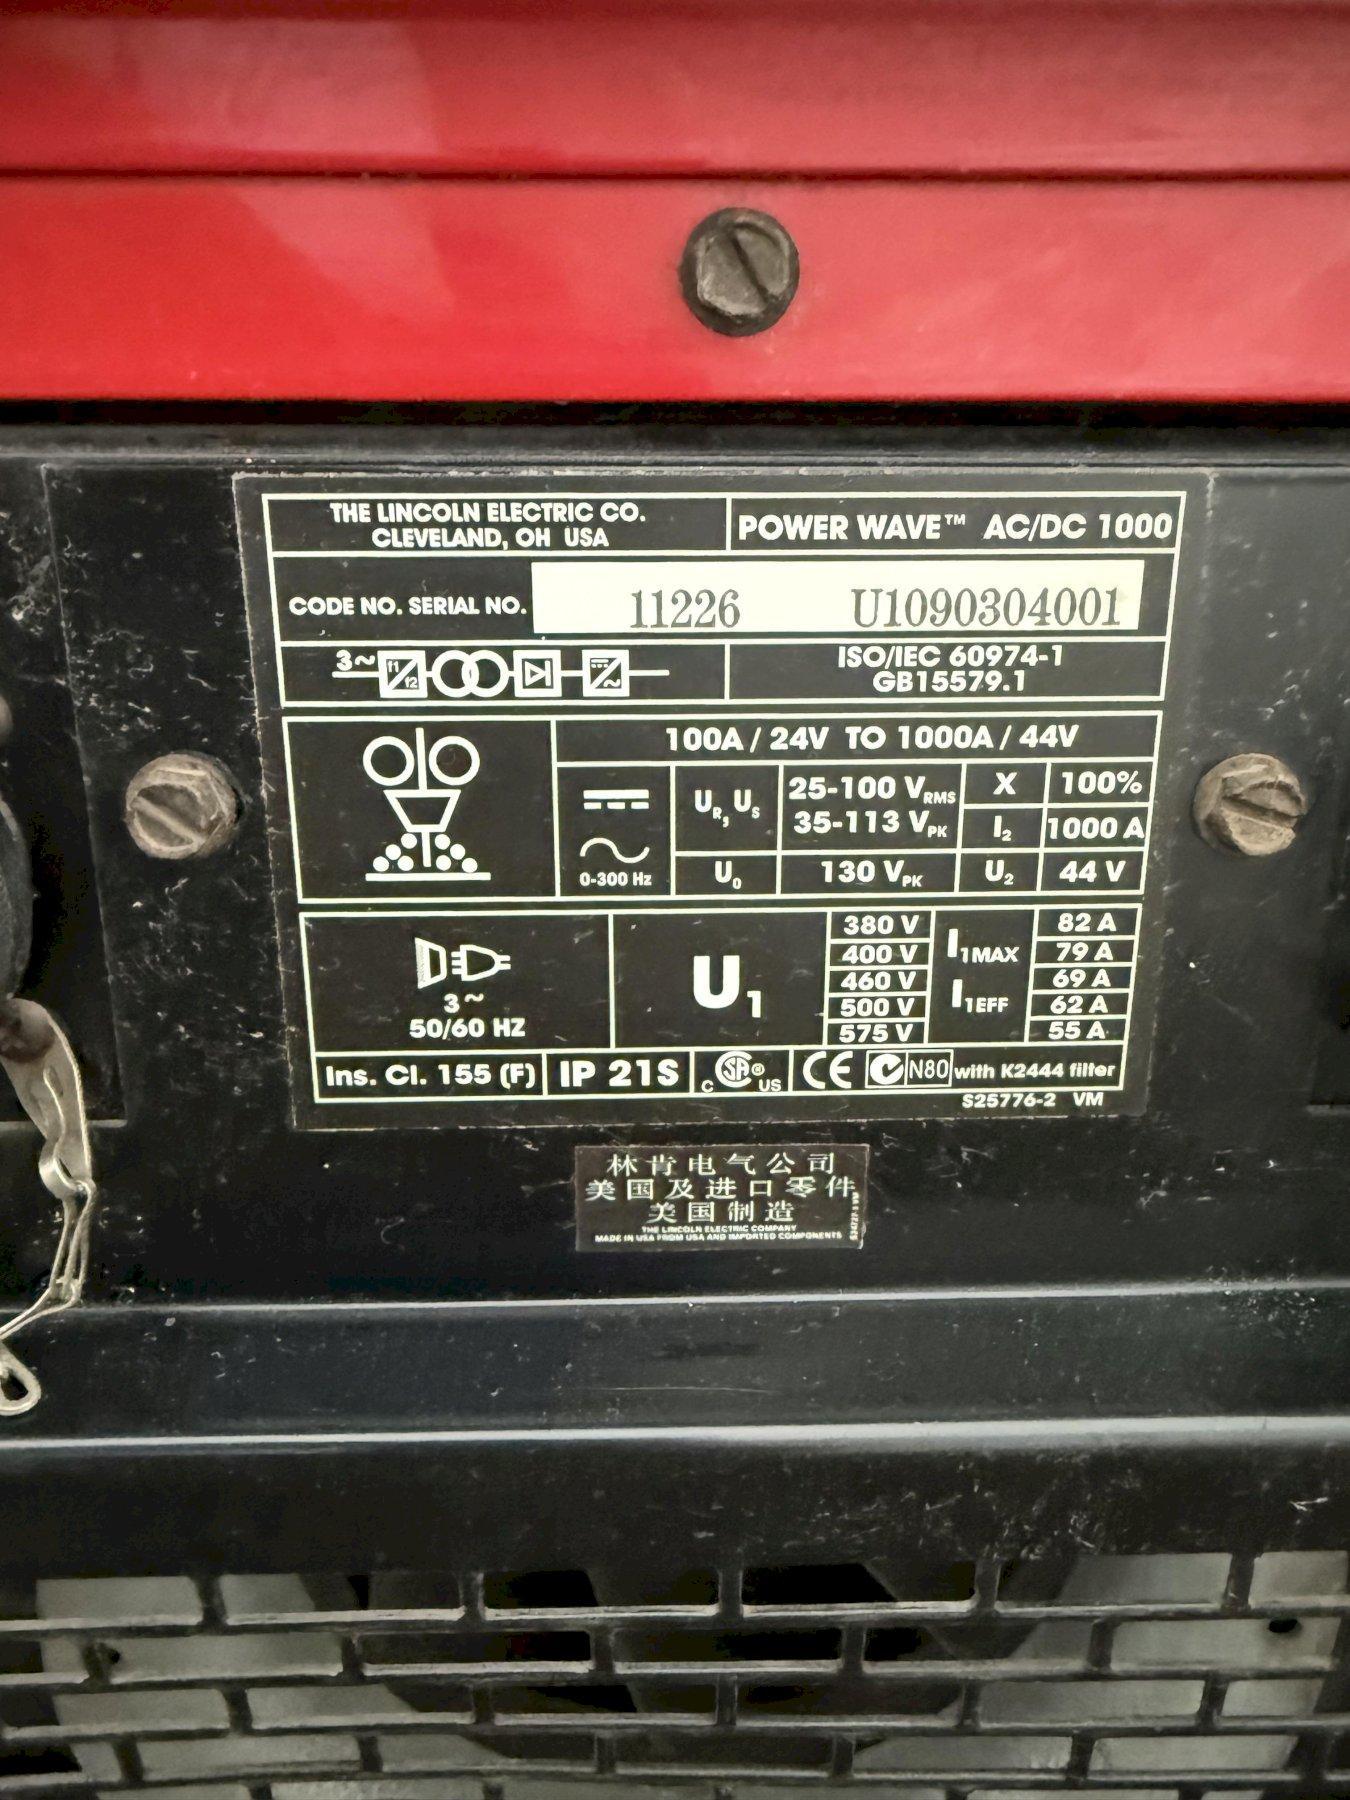 THE LINCOLN ELECTRIC CO.
CLEVELAND, OH USA
POWER WAVE™ AC/DC 1000
CODE NO. SERIAL NO. 11226 U1090304001
3~ f1 f2
ISO/IEC 60974-1
GB15579.1
100A / 24V TO 1000A / 44V
0-300 Hz
UR, US
25-100 VRMS
35-113 VPK
X 100%
I2 1000 A
U0 130 VPK U2 44 V
3~
50/60 HZ
U1
380 V
400 V
460 V
500 V
575 V
I1MAX
I1EFF
82 A
79 A
69 A
62 A
55 A
Ins. Cl. 155 (F) IP 21S C SA® US CE N80 with K2444 filter
S25776-2 VM
林肯电气公司
美国及进口零件
美国制造
THE LINCOLN ELECTRIC COMPANY
MADE IN USA FROM USA AND IMPORTED COMPONENTS